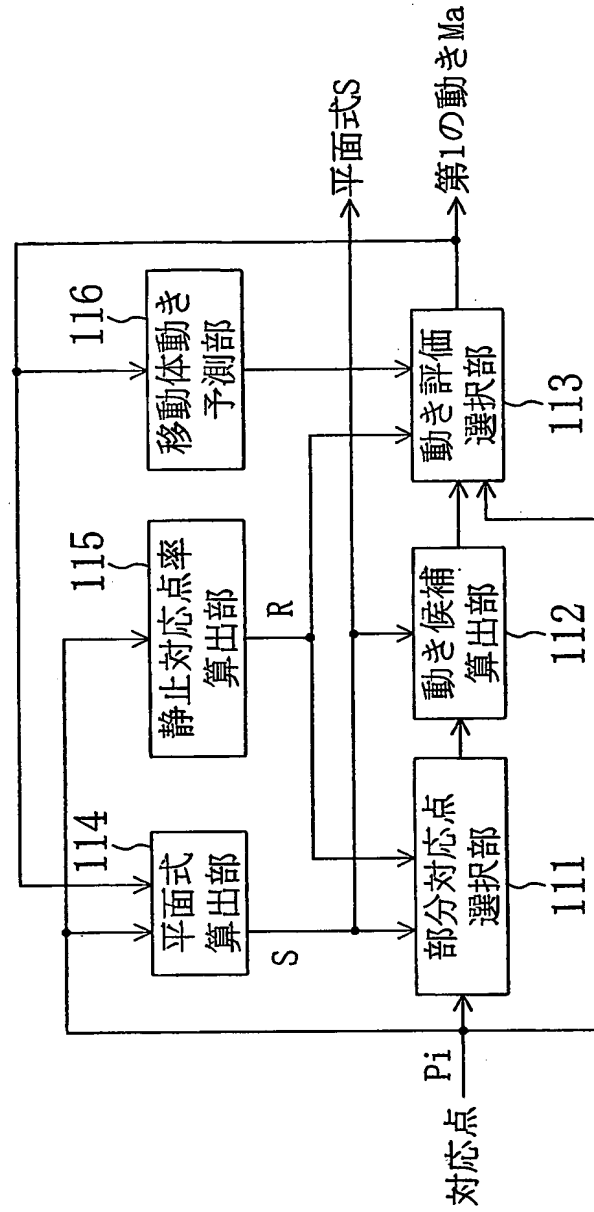 114
平面式
算出部
115
静止対応点率
算出部
116
移動体動き
予測部
S
R
平面式S
対応点
Pi
部分対応点
選択部
111
動き候補
算出部
112
動き評価
選択部
113
第1の動きMa